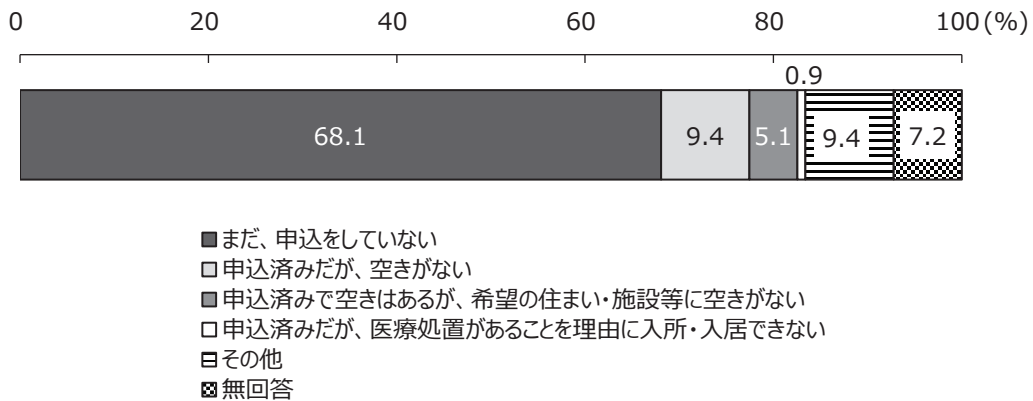 0 20 40 60 80 100(%)
0.9
68.1 9.4 5.1 9.4 7.2
まだ、申込をしていない
申込済みだが、空きがない
申込済みで空きはあるが、希望の住まい・施設等に空きがない
申込済みだが、医療処置があることを理由に入所・入居できない
その他
無回答